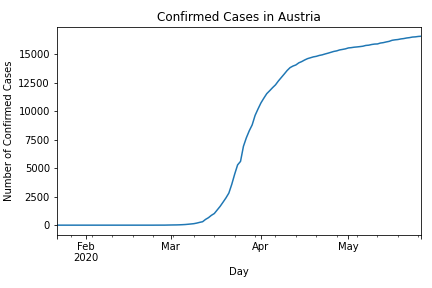 Confirmed Cases in Austria
Number of Confirmed Cases
15000
12500
10000
7500
5000
2500
0
Feb Mar Apr May
2020
Day